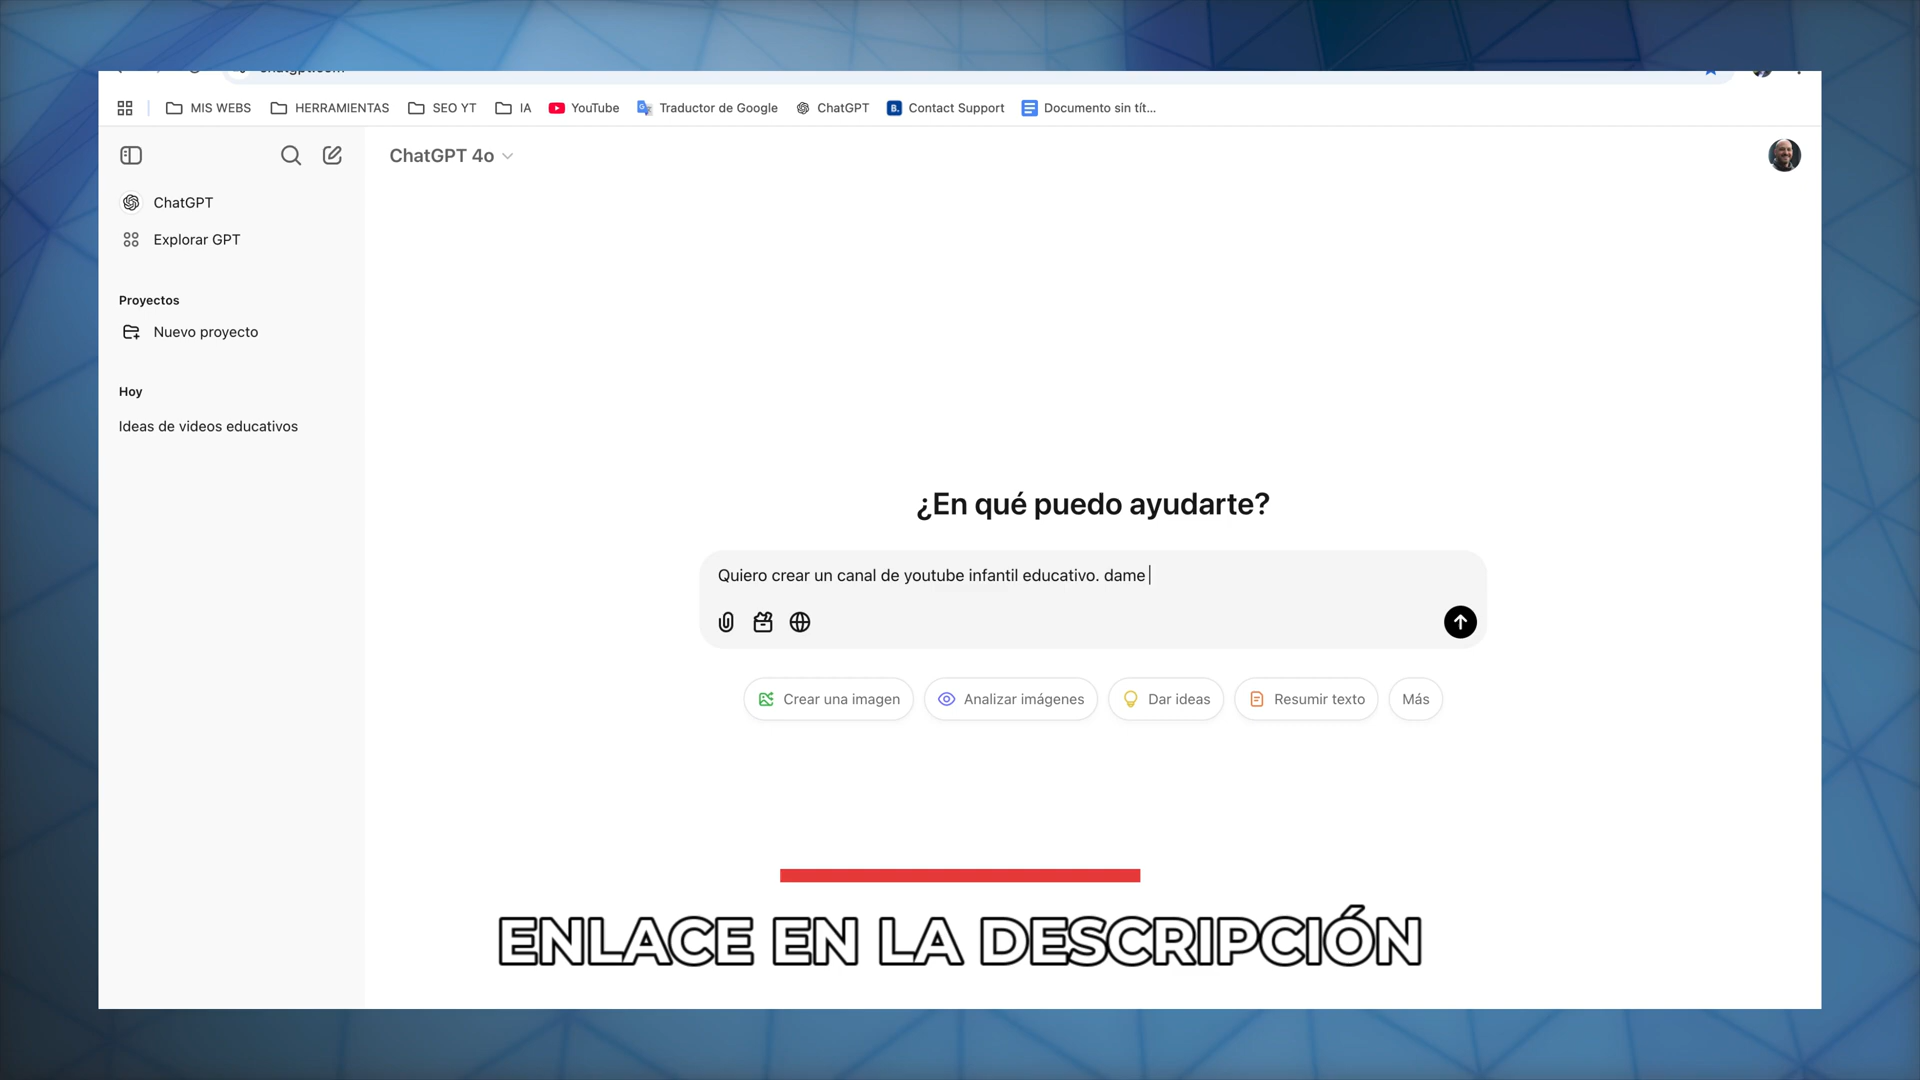 MIS WEBS
HERRAMIENTAS
SEO YT
IA
YouTube
Traductor de Google
ChatGPT
Contact Support
Documento sin tít...
ChatGPT 4o
ChatGPT
Explorar GPT
Proyectos
Nuevo proyecto
Hoy
Ideas de videos educativos
¿En qué puedo ayudarte?
Quiero crear un canal de youtube infantil educativo. dame
Crear una imagen
Analizar imágenes
Dar ideas
Resumir texto
Más
ENLACE EN LA DESCRIPCIÓN